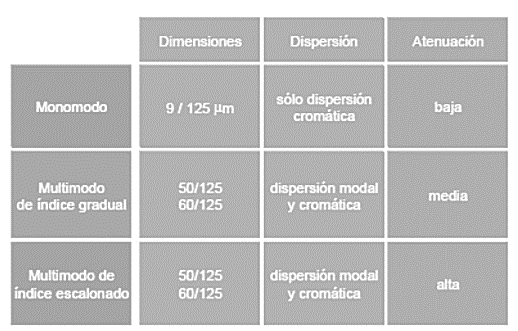 Dimensiones Dispersión Atenuación
Monomodo 9 / 125 µm sólo dispersión cromática baja
Multimodo de índice gradual 50/125 60/125 dispersión modal y cromática media
Multimodo de índice escalonado 50/125 60/125 dispersión modal y cromática alta